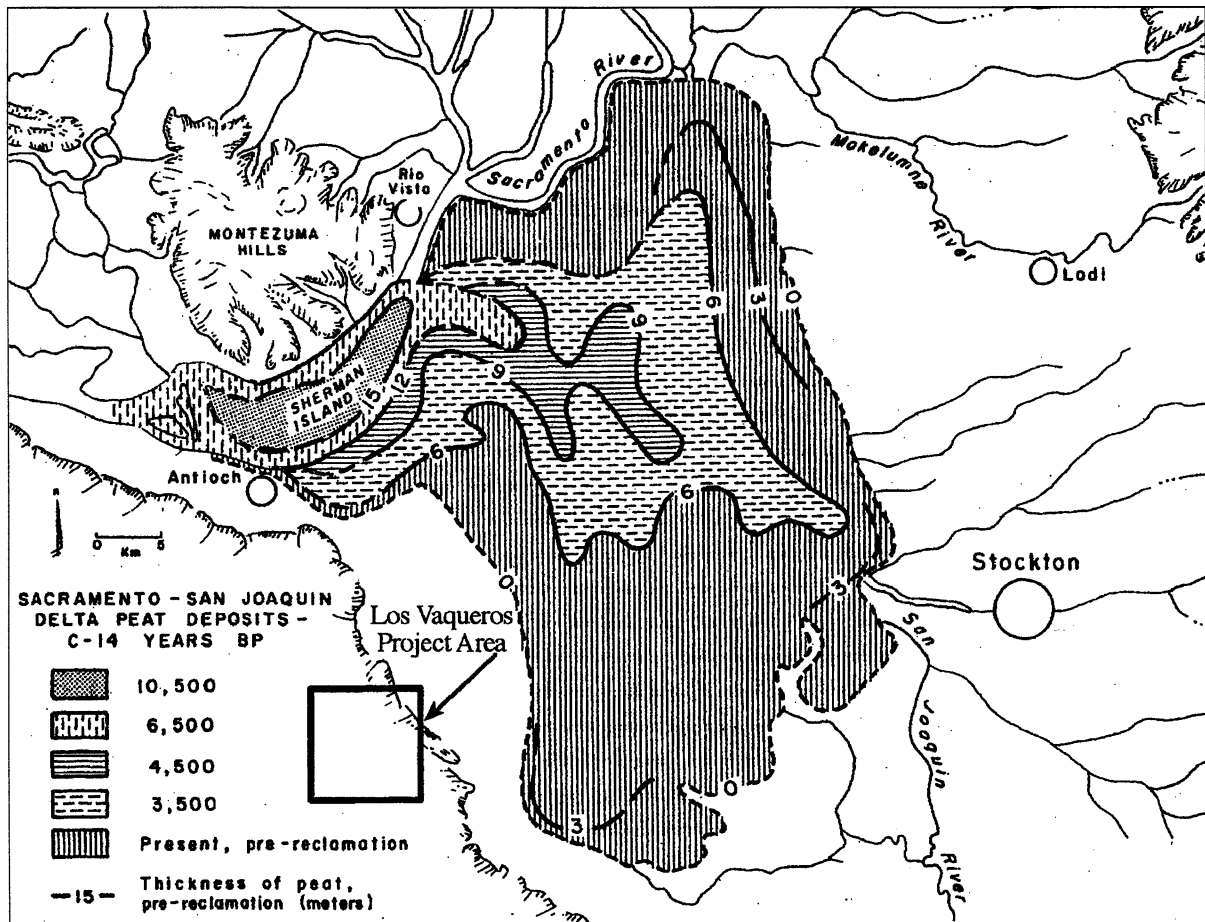 Sacramento
River
Mokelumne
River
Rio
Vista
MONTEZUMA
HILLS
Lodi
SHERMAN
ISLAND
15
12
9
6
6
6
3
0
6
6
0
3
3
0
Antioch
n
0 5
Km
Stockton
San
Joaquin
River
SACRAMENTO – SAN JOAQUIN
DELTA PEAT DEPOSITS –
C-14 YEARS BP
10,500
6,500
4,500
3,500
Present, pre-reclamation
—15— Thickness of peat,
pre-reclamation (meters)
Los Vaqueros
Project Area